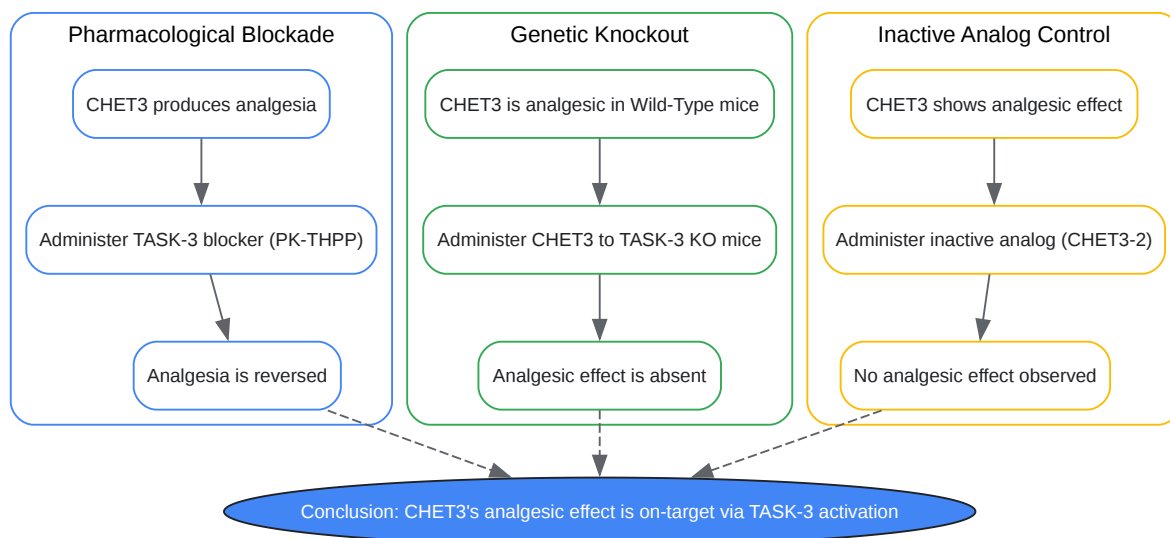 Pharmacological Blockade
CHET3 produces analgesia
Administer TASK-3 blocker (PK-THPP)
Analgesia is reversed
Genetic Knockout
CHET3 is analgesic in Wild-Type mice
Administer CHET3 to TASK-3 KO mice
Analgesic effect is absent
Inactive Analog Control
CHET3 shows analgesic effect
Administer inactive analog (CHET3-2)
No analgesic effect observed
Conclusion: CHET3's analgesic effect is on-target via TASK-3 activation